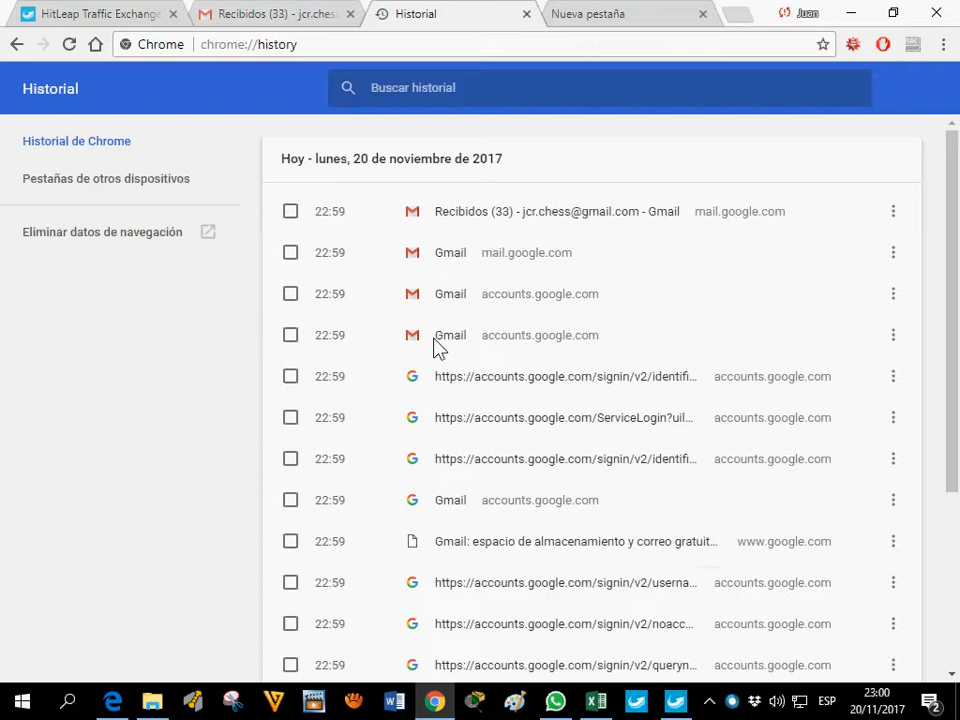 HitLeap Traffic Exchange
Recibidos (33) - jcr.chess
Historial
Nueva pestaña
Juan
Chrome
chrome://history
Historial
Buscar historial
Historial de Chrome
Pestañas de otros dispositivos
Eliminar datos de navegación
Hoy - lunes, 20 de noviembre de 2017
22:59 Recibidos (33) - jcr.chess@gmail.com - Gmail mail.google.com
22:59 Gmail mail.google.com
22:59 Gmail accounts.google.com
22:59 Gmail accounts.google.com
22:59 https://accounts.google.com/signin/v2/identifi... accounts.google.com
22:59 https://accounts.google.com/ServiceLogin?uil... accounts.google.com
22:59 https://accounts.google.com/signin/v2/identifi... accounts.google.com
22:59 Gmail accounts.google.com
22:59 Gmail: espacio de almacenamiento y correo gratuit... www.google.com
22:59 https://accounts.google.com/signin/v2/userna... accounts.google.com
22:59 https://accounts.google.com/signin/v2/noacc... accounts.google.com
22:59 https://accounts.google.com/signin/v2/queryn... accounts.google.com
ESP
23:00
20/11/2017
2